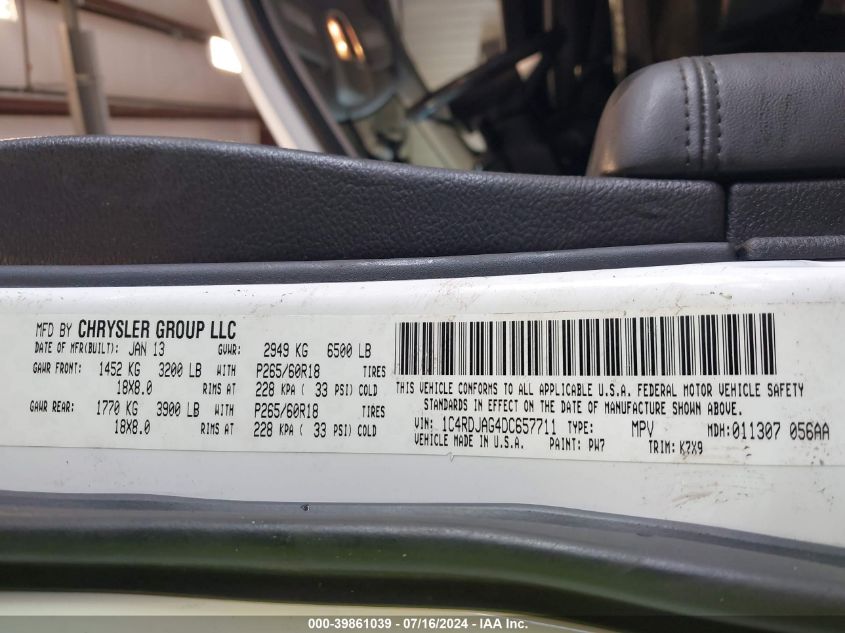 MFD BY CHRYSLER GROUP LLC
DATE OF MFR(BUILT): JAN 13 GVWR: 2949 KG 6500 LB
GAWR FRONT: 1452 KG 3200 LB WITH P265/60R18 TIRES
18X8.0 RIMS AT 228 KPA ( 33 PSI) COLD
GAWR REAR: 1770 KG 3900 LB WITH P265/60R18 TIRES
18X8.0 RIMS AT 228 KPA ( 33 PSI) COLD
THIS VEHICLE CONFORMS TO ALL APPLICABLE U.S.A. FEDERAL MOTOR VEHICLE SAFETY
STANDARDS IN EFFECT ON THE DATE OF MANUFACTURE SHOWN ABOVE.
VIN: 1C4RDJAG4DC657711 TYPE: MPV MDH: 011307 056AA
VEHICLE MADE IN U.S.A. PAINT: PW7 TRIM: K7X9
000-39861039 - 07/16/2024 - IAA Inc.